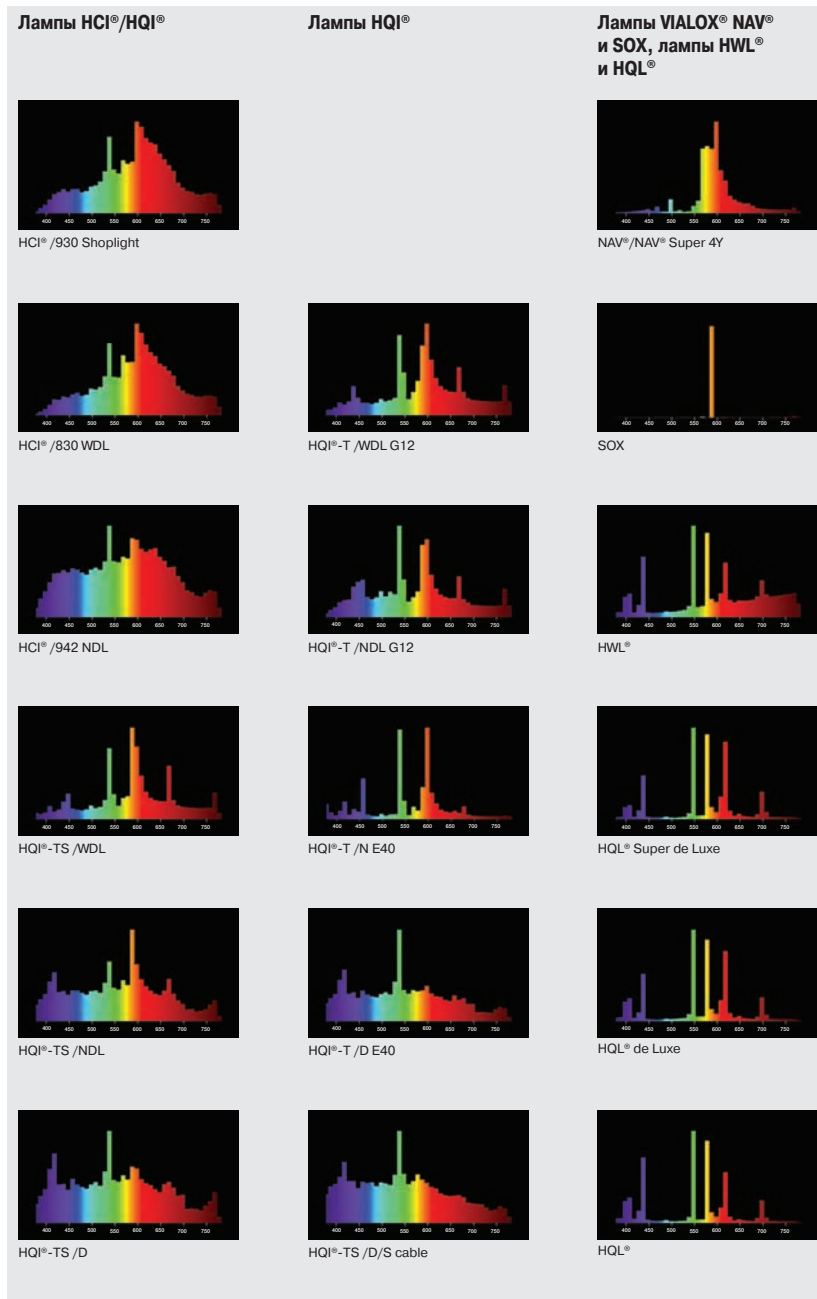 Лампы HCI®/HQI®
Лампы HQI®
Лампы VIALOX® NAV®
и SOX, лампы HWL®
и HQL®
400 450 500 550 600 650 700 750
HCI® /930 Shoplight
400 450 500 550 600 650 700 750
NAV®/NAV® Super 4Y
400 450 500 550 600 650 700 750
HCI® /830 WDL
400 450 500 550 600 650 700 750
HQI®-T /WDL G12
400 450 500 550 600 650 700 750
SOX
400 450 500 550 600 650 700 750
HCI® /942 NDL
400 450 500 550 600 650 700 750
HQI®-T /NDL G12
400 450 500 550 600 650 700 750
HWL®
400 450 500 550 600 650 700 750
HQI®-TS /WDL
400 450 500 550 600 650 700 750
HQI®-T /N E40
400 450 500 550 600 650 700 750
HQL® Super de Luxe
400 450 500 550 600 650 700 750
HQI®-TS /NDL
400 450 500 550 600 650 700 750
HQI®-T /D E40
400 450 500 550 600 650 700 750
HQL® de Luxe
400 450 500 550 600 650 700 750
HQI®-TS /D
400 450 500 550 600 650 700 750
HQI®-TS /D/S cable
400 450 500 550 600 650 700 750
HQL®